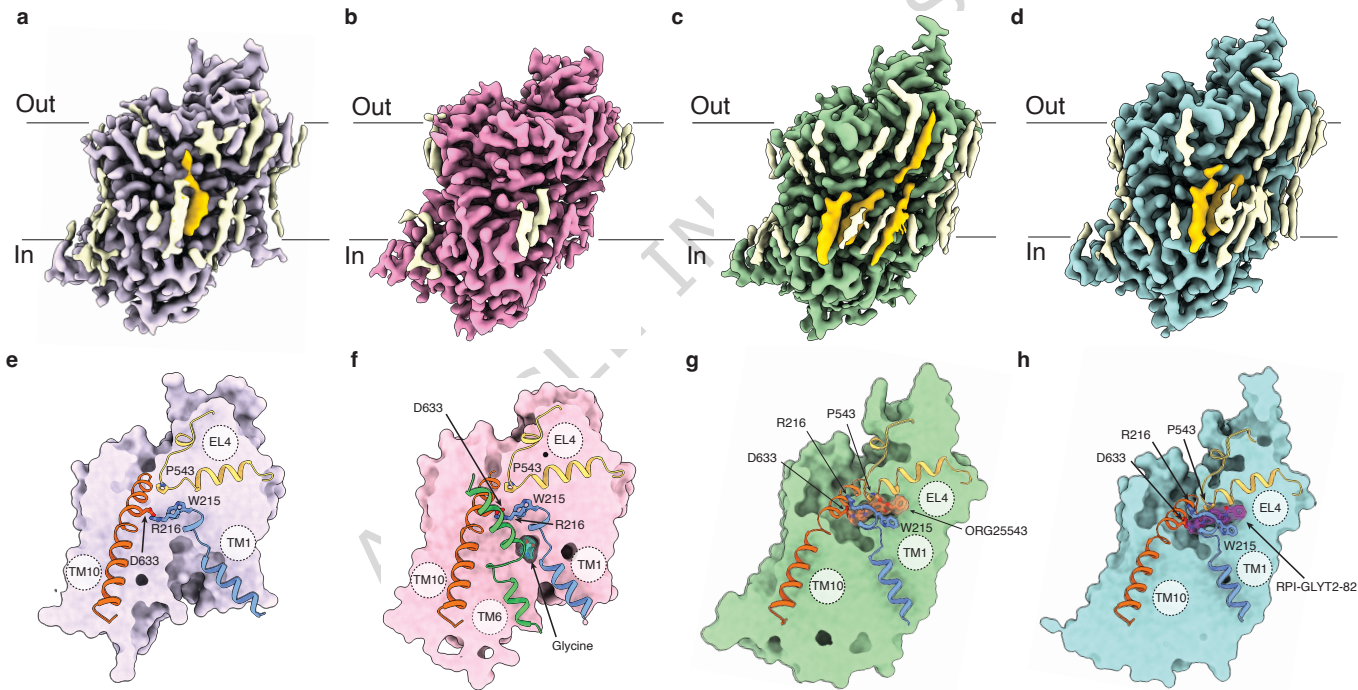 a
b
c
d
Out
Out
Out
Out
In
In
In
In
e
f
g
h
EL4
P543
W215
R216
D633
TM1
TM10
D633
EL4
P543
W215
R216
TM1
TM10
TM6
Glycine
P543
R216
D633
EL4
ORG25543
W215
TM1
TM10
P543
R216
D633
EL4
W215
TM1
RPI-GLYT2-82
TM10